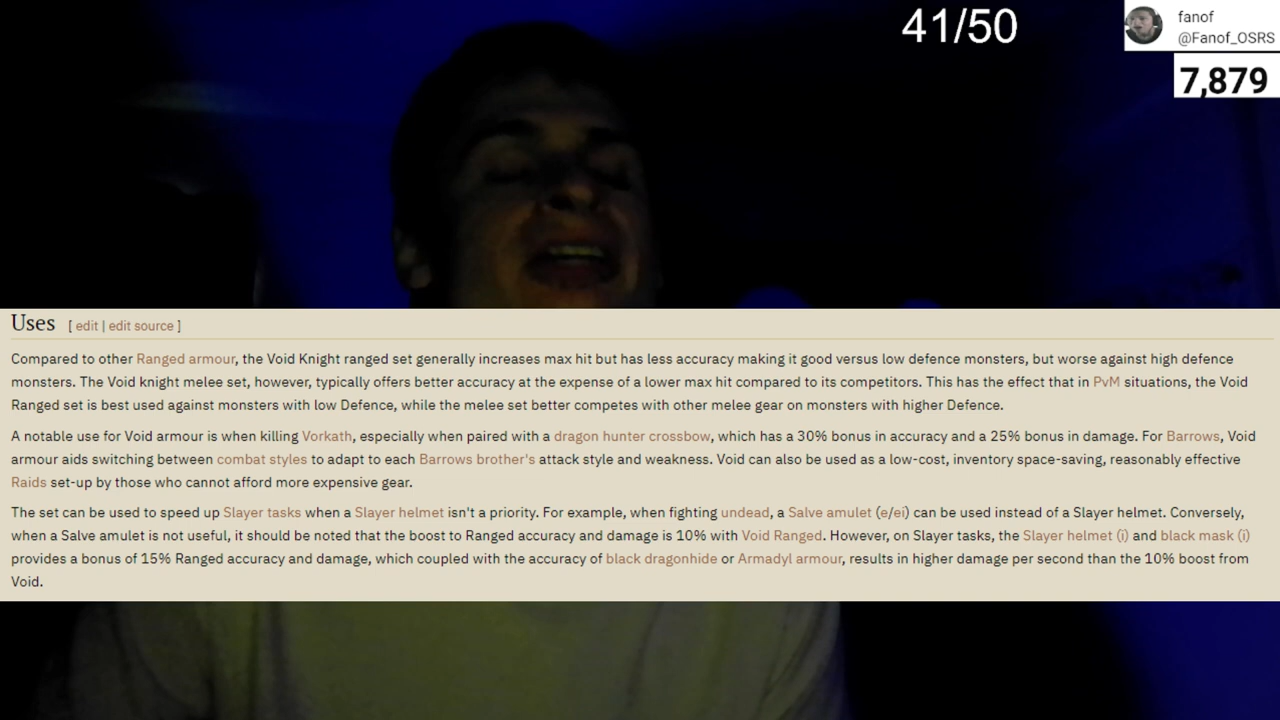 41/50
fanof
@Fanof_OSRS
7,879
Uses [ edit | edit source ]
Compared to other Ranged armour, the Void Knight ranged set generally increases max hit but has less accuracy making it good versus low defence monsters, but worse against high defence
monsters. The Void knight melee set, however, typically offers better accuracy at the expense of a lower max hit compared to its competitors. This has the effect that in PvM situations, the Void
Ranged set is best used against monsters with low Defence, while the melee set better competes with other melee gear on monsters with higher Defence.
A notable use for Void armour is when killing Vorkath, especially when paired with a dragon hunter crossbow, which has a 30% bonus in accuracy and a 25% bonus in damage. For Barrows, Void
armour aids switching between combat styles to adapt to each Barrows brother's attack style and weakness. Void can also be used as a low-cost, inventory space-saving, reasonably effective
Raids set-up by those who cannot afford more expensive gear.
The set can be used to speed up Slayer tasks when a Slayer helmet isn't a priority. For example, when fighting undead, a Salve amulet (e/ei) can be used instead of a Slayer helmet. Conversely,
when a Salve amulet is not useful, it should be noted that the boost to Ranged accuracy and damage is 10% with Void Ranged. However, on Slayer tasks, the Slayer helmet (i) and black mask (i)
provides a bonus of 15% Ranged accuracy and damage, which coupled with the accuracy of black dragonhide or Armadyl armour, results in higher damage per second than the 10% boost from
Void.